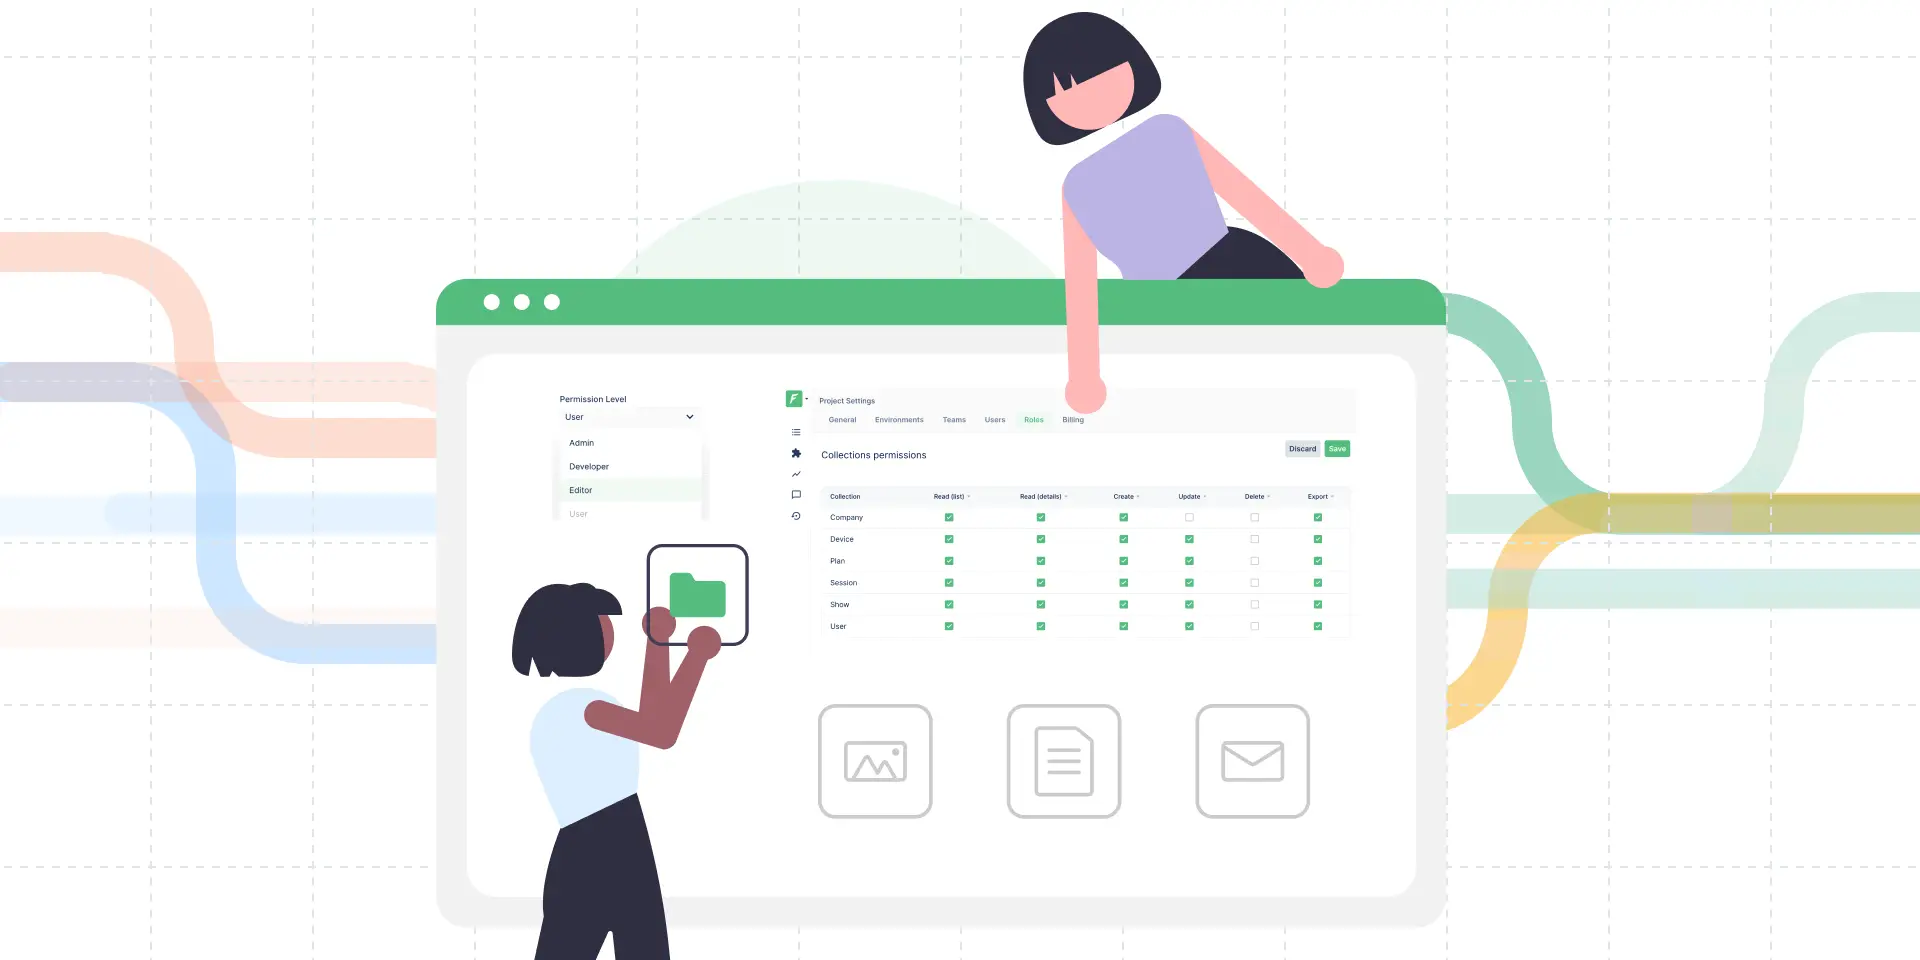 Permission Level
User
Admin
Developer
Editor
User
Project Settings
General Environments Teams Users Roles Billing
Collections permissions
Discard Save
Collection Read (list) Read (details) Create Update Delete Export
Company
Device
Plan
Session
Show
User